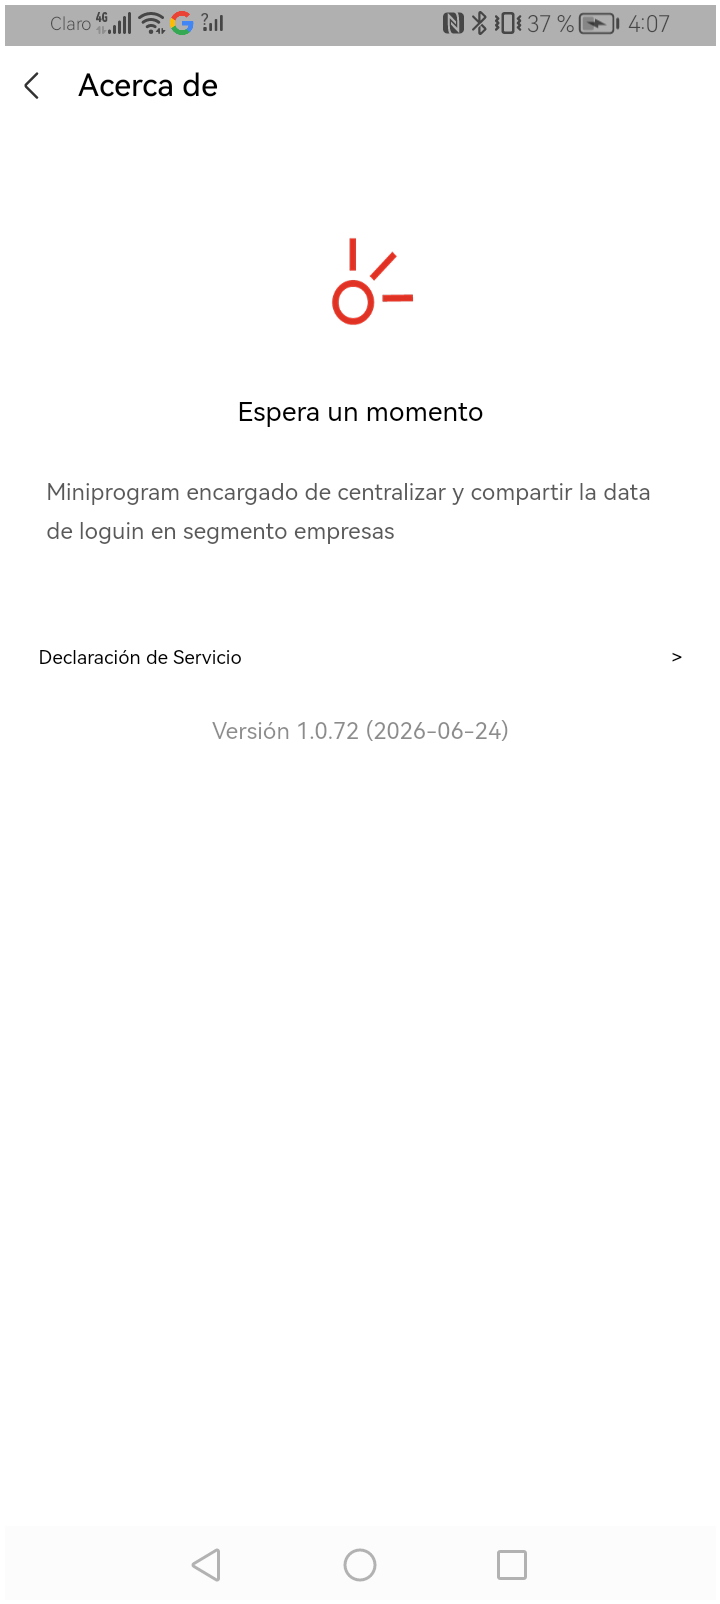 Claro 4G ? 37 % 4:07
Acerca de
Espera un momento
Miniprogram encargado de centralizar y compartir la data
de loguin en segmento empresas
Declaración de Servicio >
Versión 1.0.72 (2026-06-24)